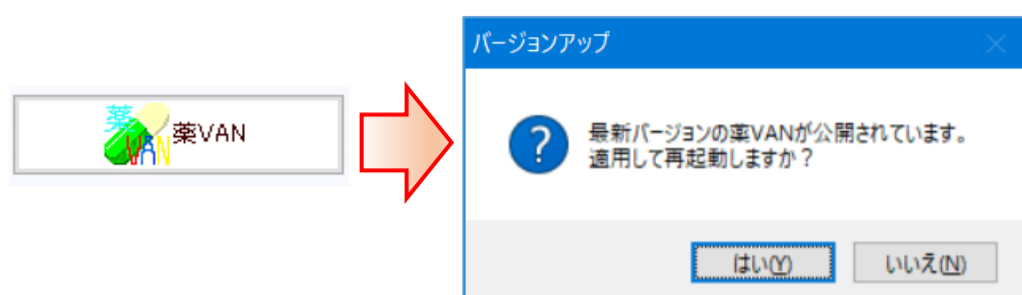 薬
VAN
薬VAN
バージョンアップ
最新バージョンの薬VANが公開されています。
適用して再起動しますか？
はい(Y)
いいえ(N)